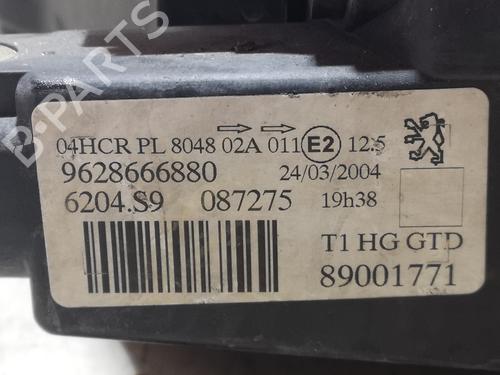 B-PARTS
04HCR PL 8048 02A 011 E2 12.5
9628666880 24/03/2004
6204.S9 087275 19h38
T1 HG GTD
89001771